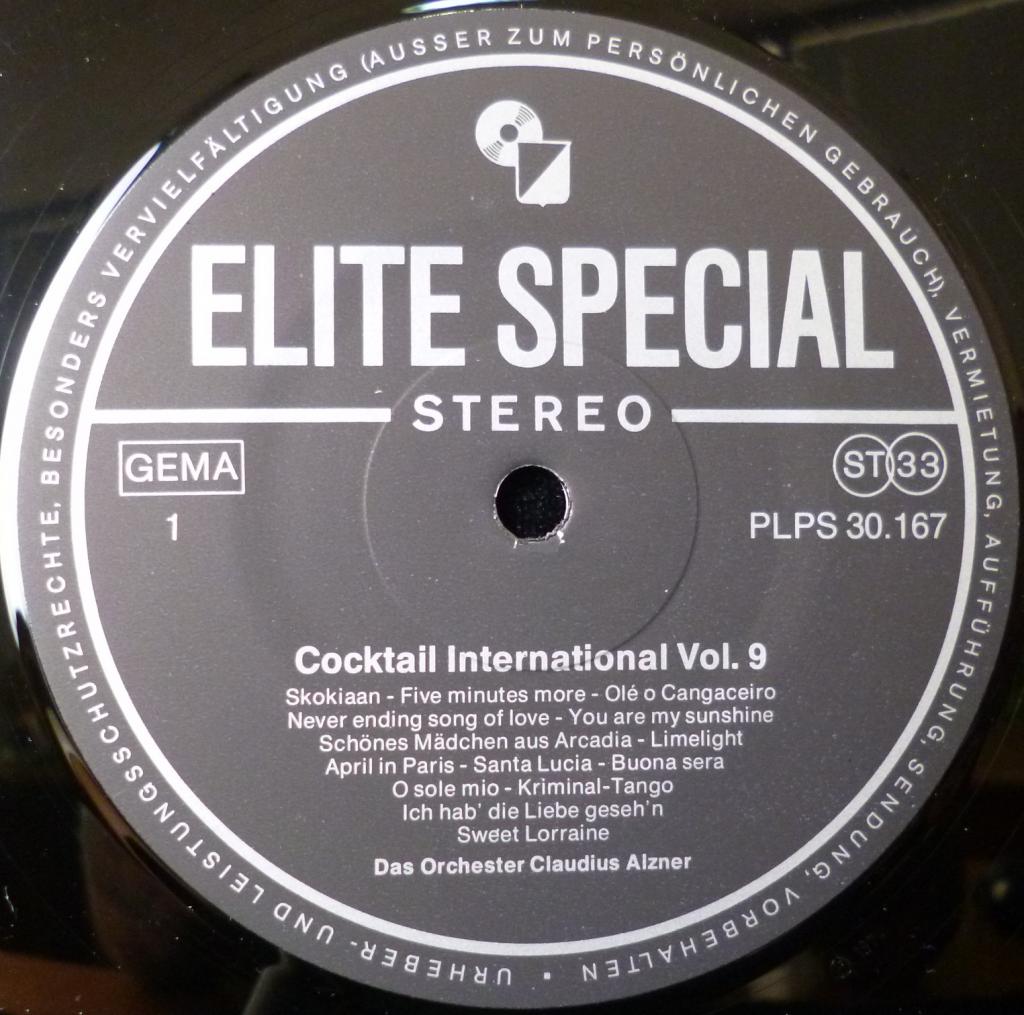 URHEBER- UND LEISTUNGSSCHUTZRECHTE, BESONDERS VERVIELFÄLTIGUNG (AUSSER ZUM PERSÖNLICHEN GEBRAUCH), VERMIETUNG, AUFFÜHRUNG, SENDUNG, VORBEHALTEN •
ELITE SPECIAL
STEREO
GEMA
ST 33
1
PLPS 30.167
Cocktail International Vol. 9
Skokiaan - Five minutes more - Olé o Cangaceiro
Never ending song of love - You are my sunshine
Schönes Mädchen aus Arcadia - Limelight
April in Paris - Santa Lucia - Buona sera
O sole mio - Kriminal-Tango
Ich hab' die Liebe geseh'n
Sweet Lorraine
Das Orchester Claudius Alzner